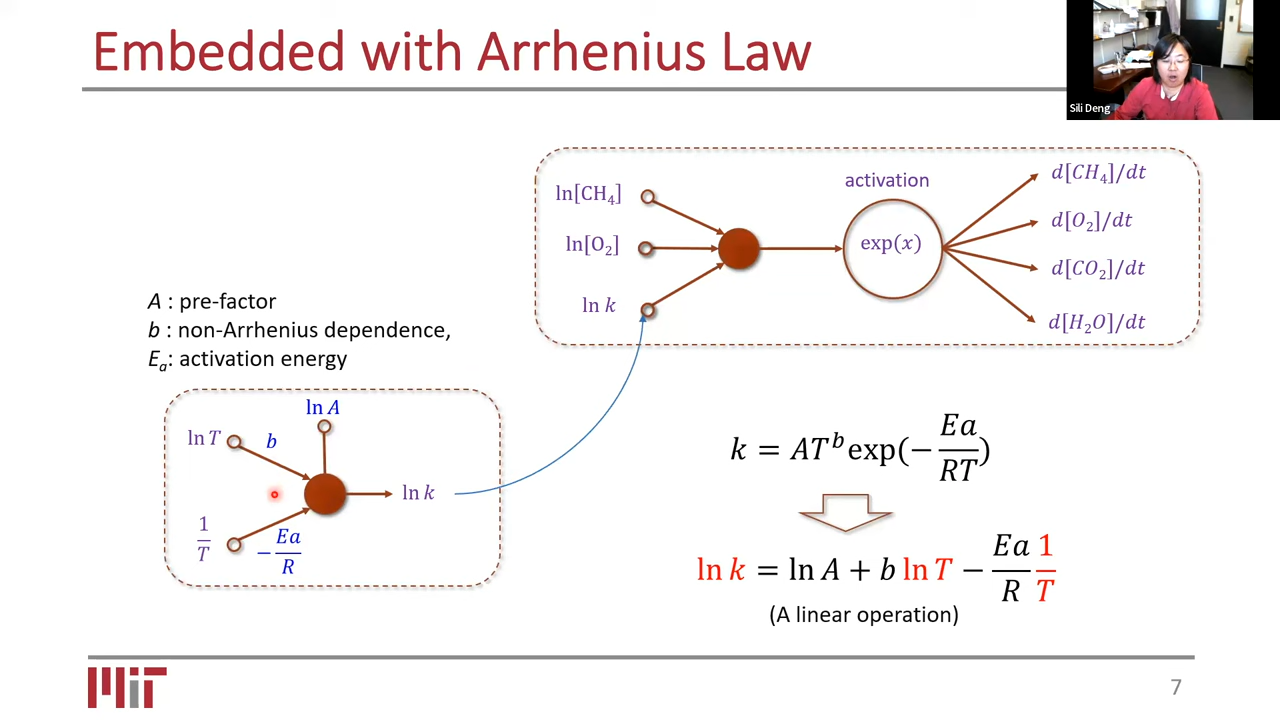 Embedded with Arrhenius Law
Sili Deng
activation
ln[CH₄]
ln[O₂]
ln k
exp(x)
d[CH₄]/dt
d[O₂]/dt
d[CO₂]/dt
d[H₂O]/dt
A : pre-factor
b : non-Arrhenius dependence,
Eₐ: activation energy
ln A
ln T
b
ln k
1/T
−Ea/R
k = ATᵇexp(−Ea/RT)
ln k = ln A + b ln T − Ea/R 1/T
(A linear operation)
MIT
7